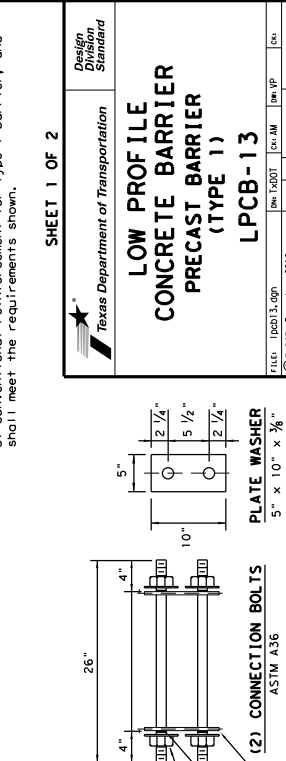 shall meet the requirements shown.
SHEET 1 OF 2
Texas Department of Transportation
Design
Division
Standard
LOW PROFILE
CONCRETE BARRIER
PRECAST BARRIER
(TYPE 1)
LPCB-13
FILE: lpcb13.dgn
DN: TxDOT
CK: AM
DW: VP
CK:
26"
4"
4"
(2) CONNECTION BOLTS
ASTM A36
5"
10"
2 1/4"
5 1/2"
2 1/4"
PLATE WASHER
5" x 10" x 3/8"